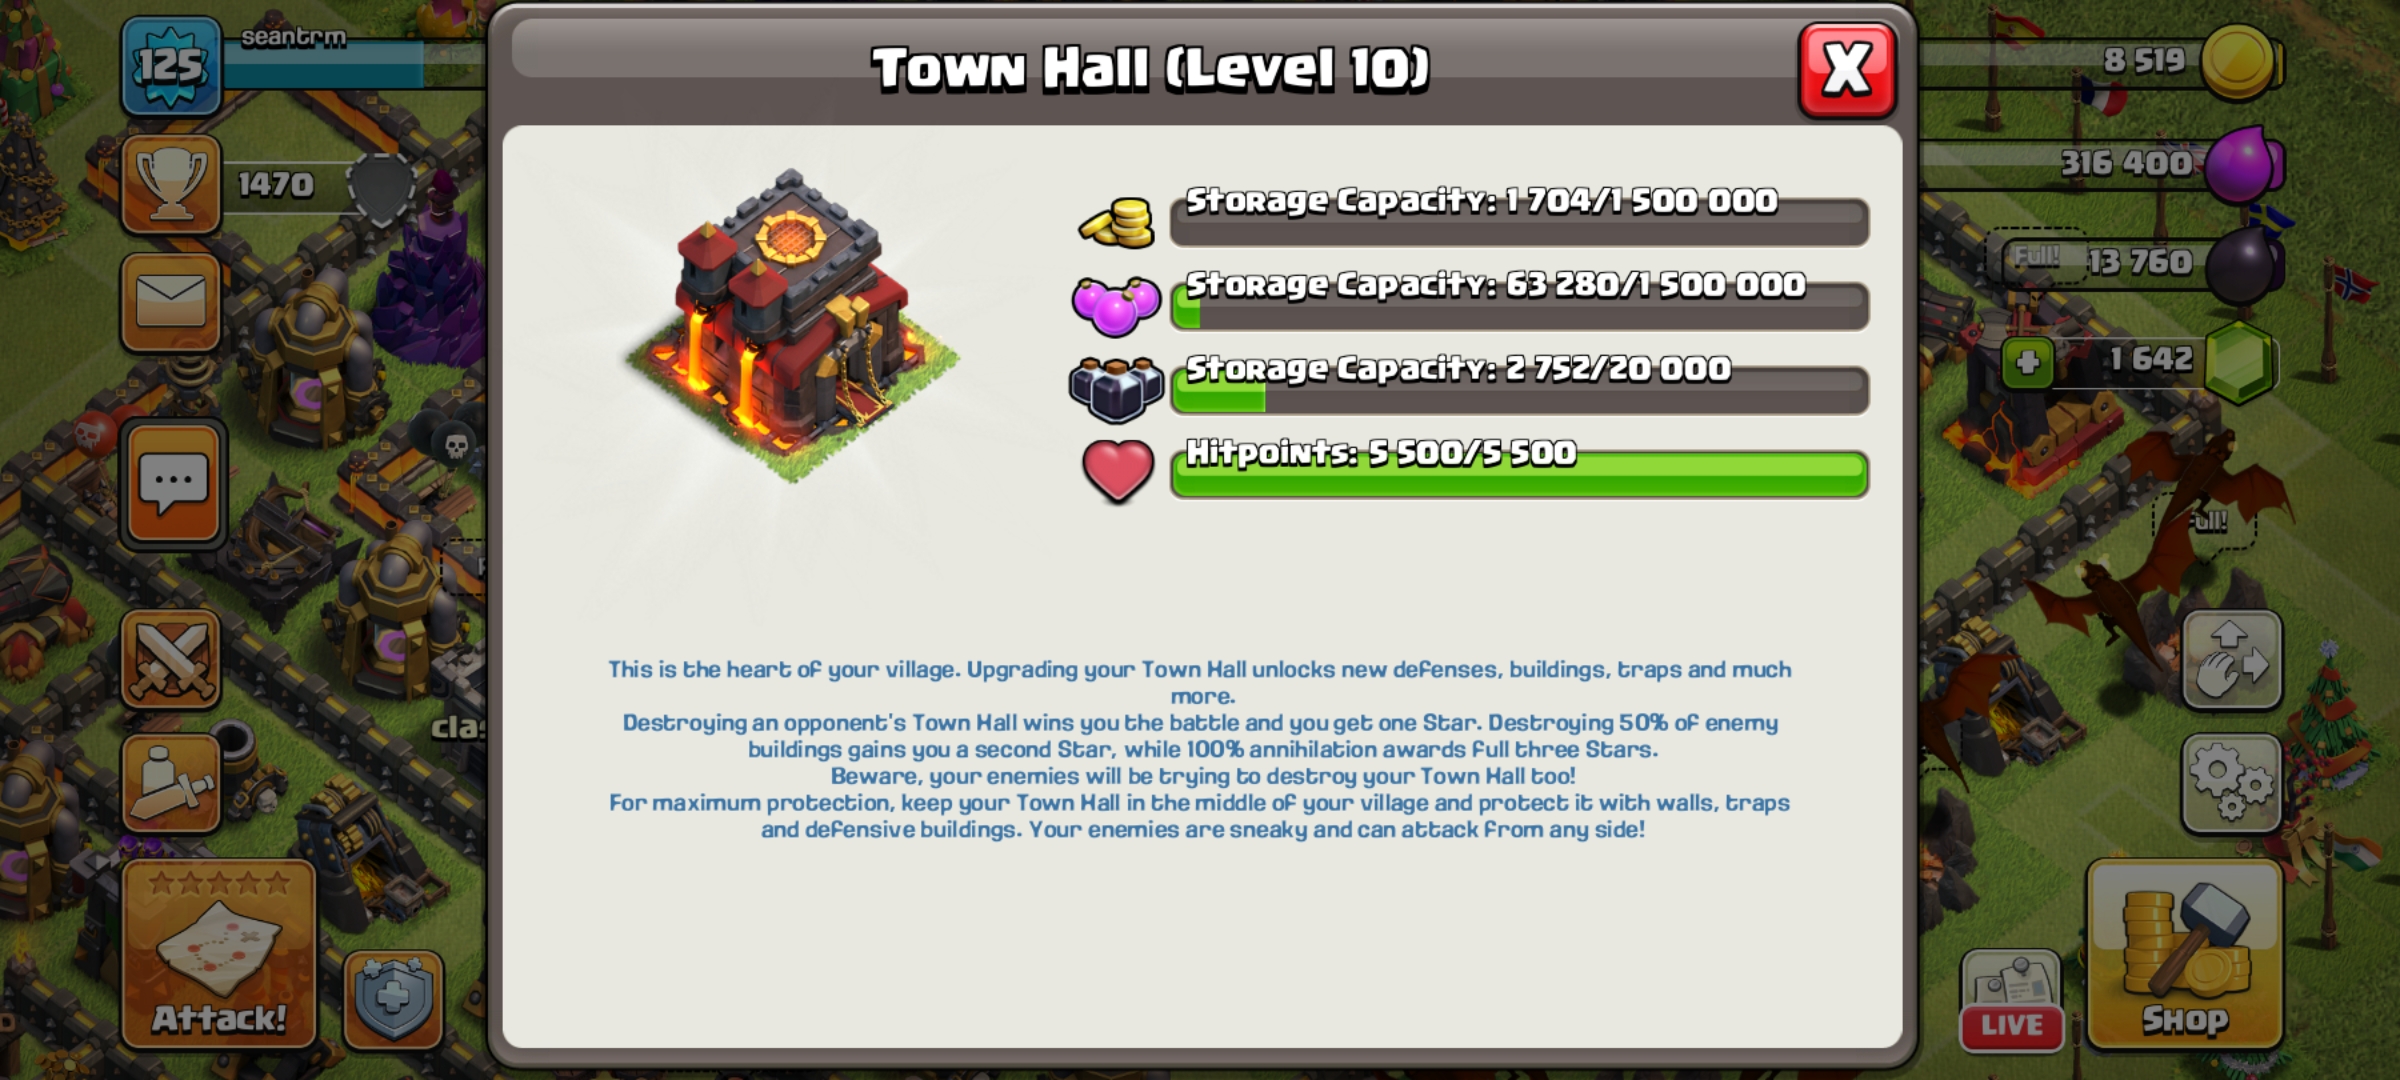 125
seantrm
Town Hall (Level 10)
X
8 519
1470
316 400
Storage Capacity: 1 704/1 500 000
Full!
13 760
Storage Capacity: 63 280/1 500 000
1 642
Storage Capacity: 2 752/20 000
Hitpoints: 5 500/5 500
This is the heart of your village. Upgrading your Town Hall unlocks new defenses, buildings, traps and much
more.
Destroying an opponent's Town Hall wins you the battle and you get one Star. Destroying 50% of enemy
buildings gains you a second Star, while 100% annihilation awards full three Stars.
Beware, your enemies will be trying to destroy your Town Hall too!
For maximum protection, keep your Town Hall in the middle of your village and protect it with walls, traps
and defensive buildings. Your enemies are sneaky and can attack from any side!
Attack!
LIVE
Shop